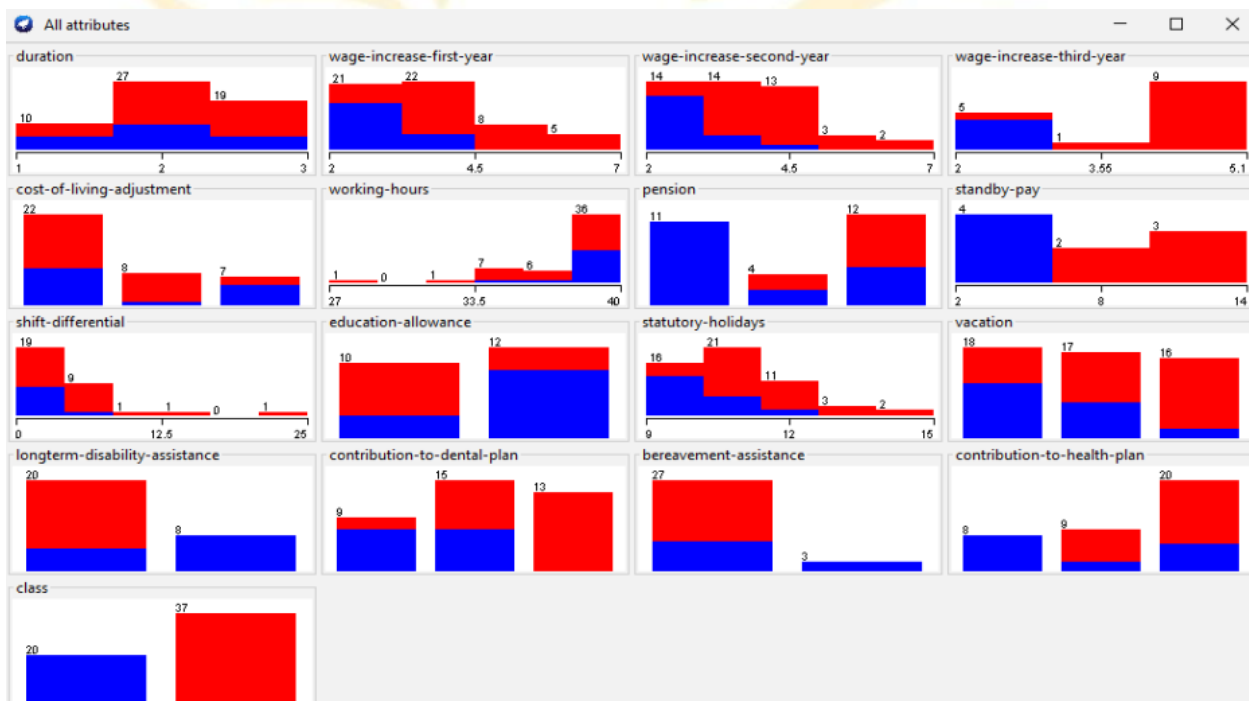 All attributes
duration wage-increase-first-year wage-increase-second-year wage-increase-third-year
10 27 19 21 22 8 5 14 14 13 3 2 5 1 9
1 2 3 2 4.5 7 2 4.5 7 2 3.55 5.1
cost-of-living-adjustment working-hours pension standby-pay
22 8 7 1 0 1 7 6 36 11 4 12 4 2 3
27 33.5 40 2 8 14
shift-differential education-allowance statutory-holidays vacation
19 9 1 1 0 1 10 12 16 21 11 3 2 18 17 16
0 12.5 25 9 12 15
longterm-disability-assistance contribution-to-dental-plan bereavement-assistance contribution-to-health-plan
20 8 9 15 13 27 3 8 9 20
class
20 37